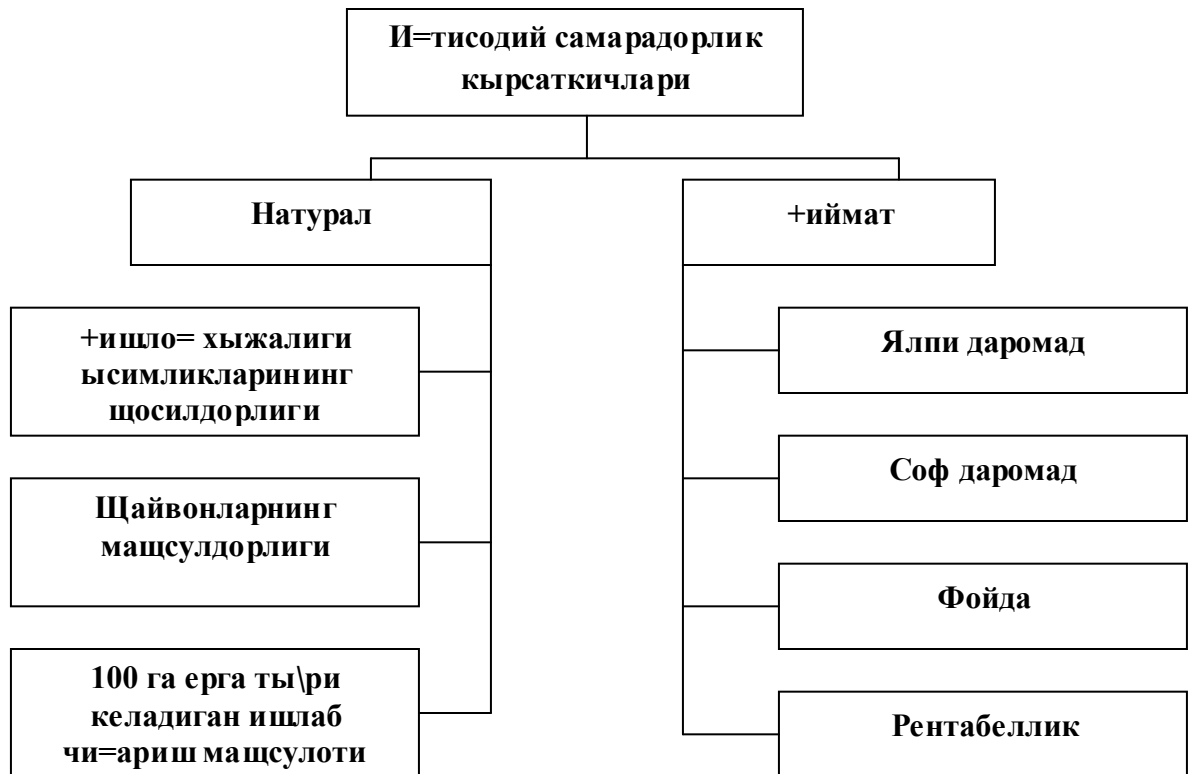 И=тисодий самарадорлик
кырсаткичлари
Натурал
+иймат
+ишло= хыжалиги
ысимликларининг
щосилдорлиги
Щайвонларнинг
мащсулдорлиги
100 га ерга ты\ри
келадиган ишлаб
чи=ариш мащсулоти
Ялпи даромад
Соф даромад
Фойда
Рентабеллик